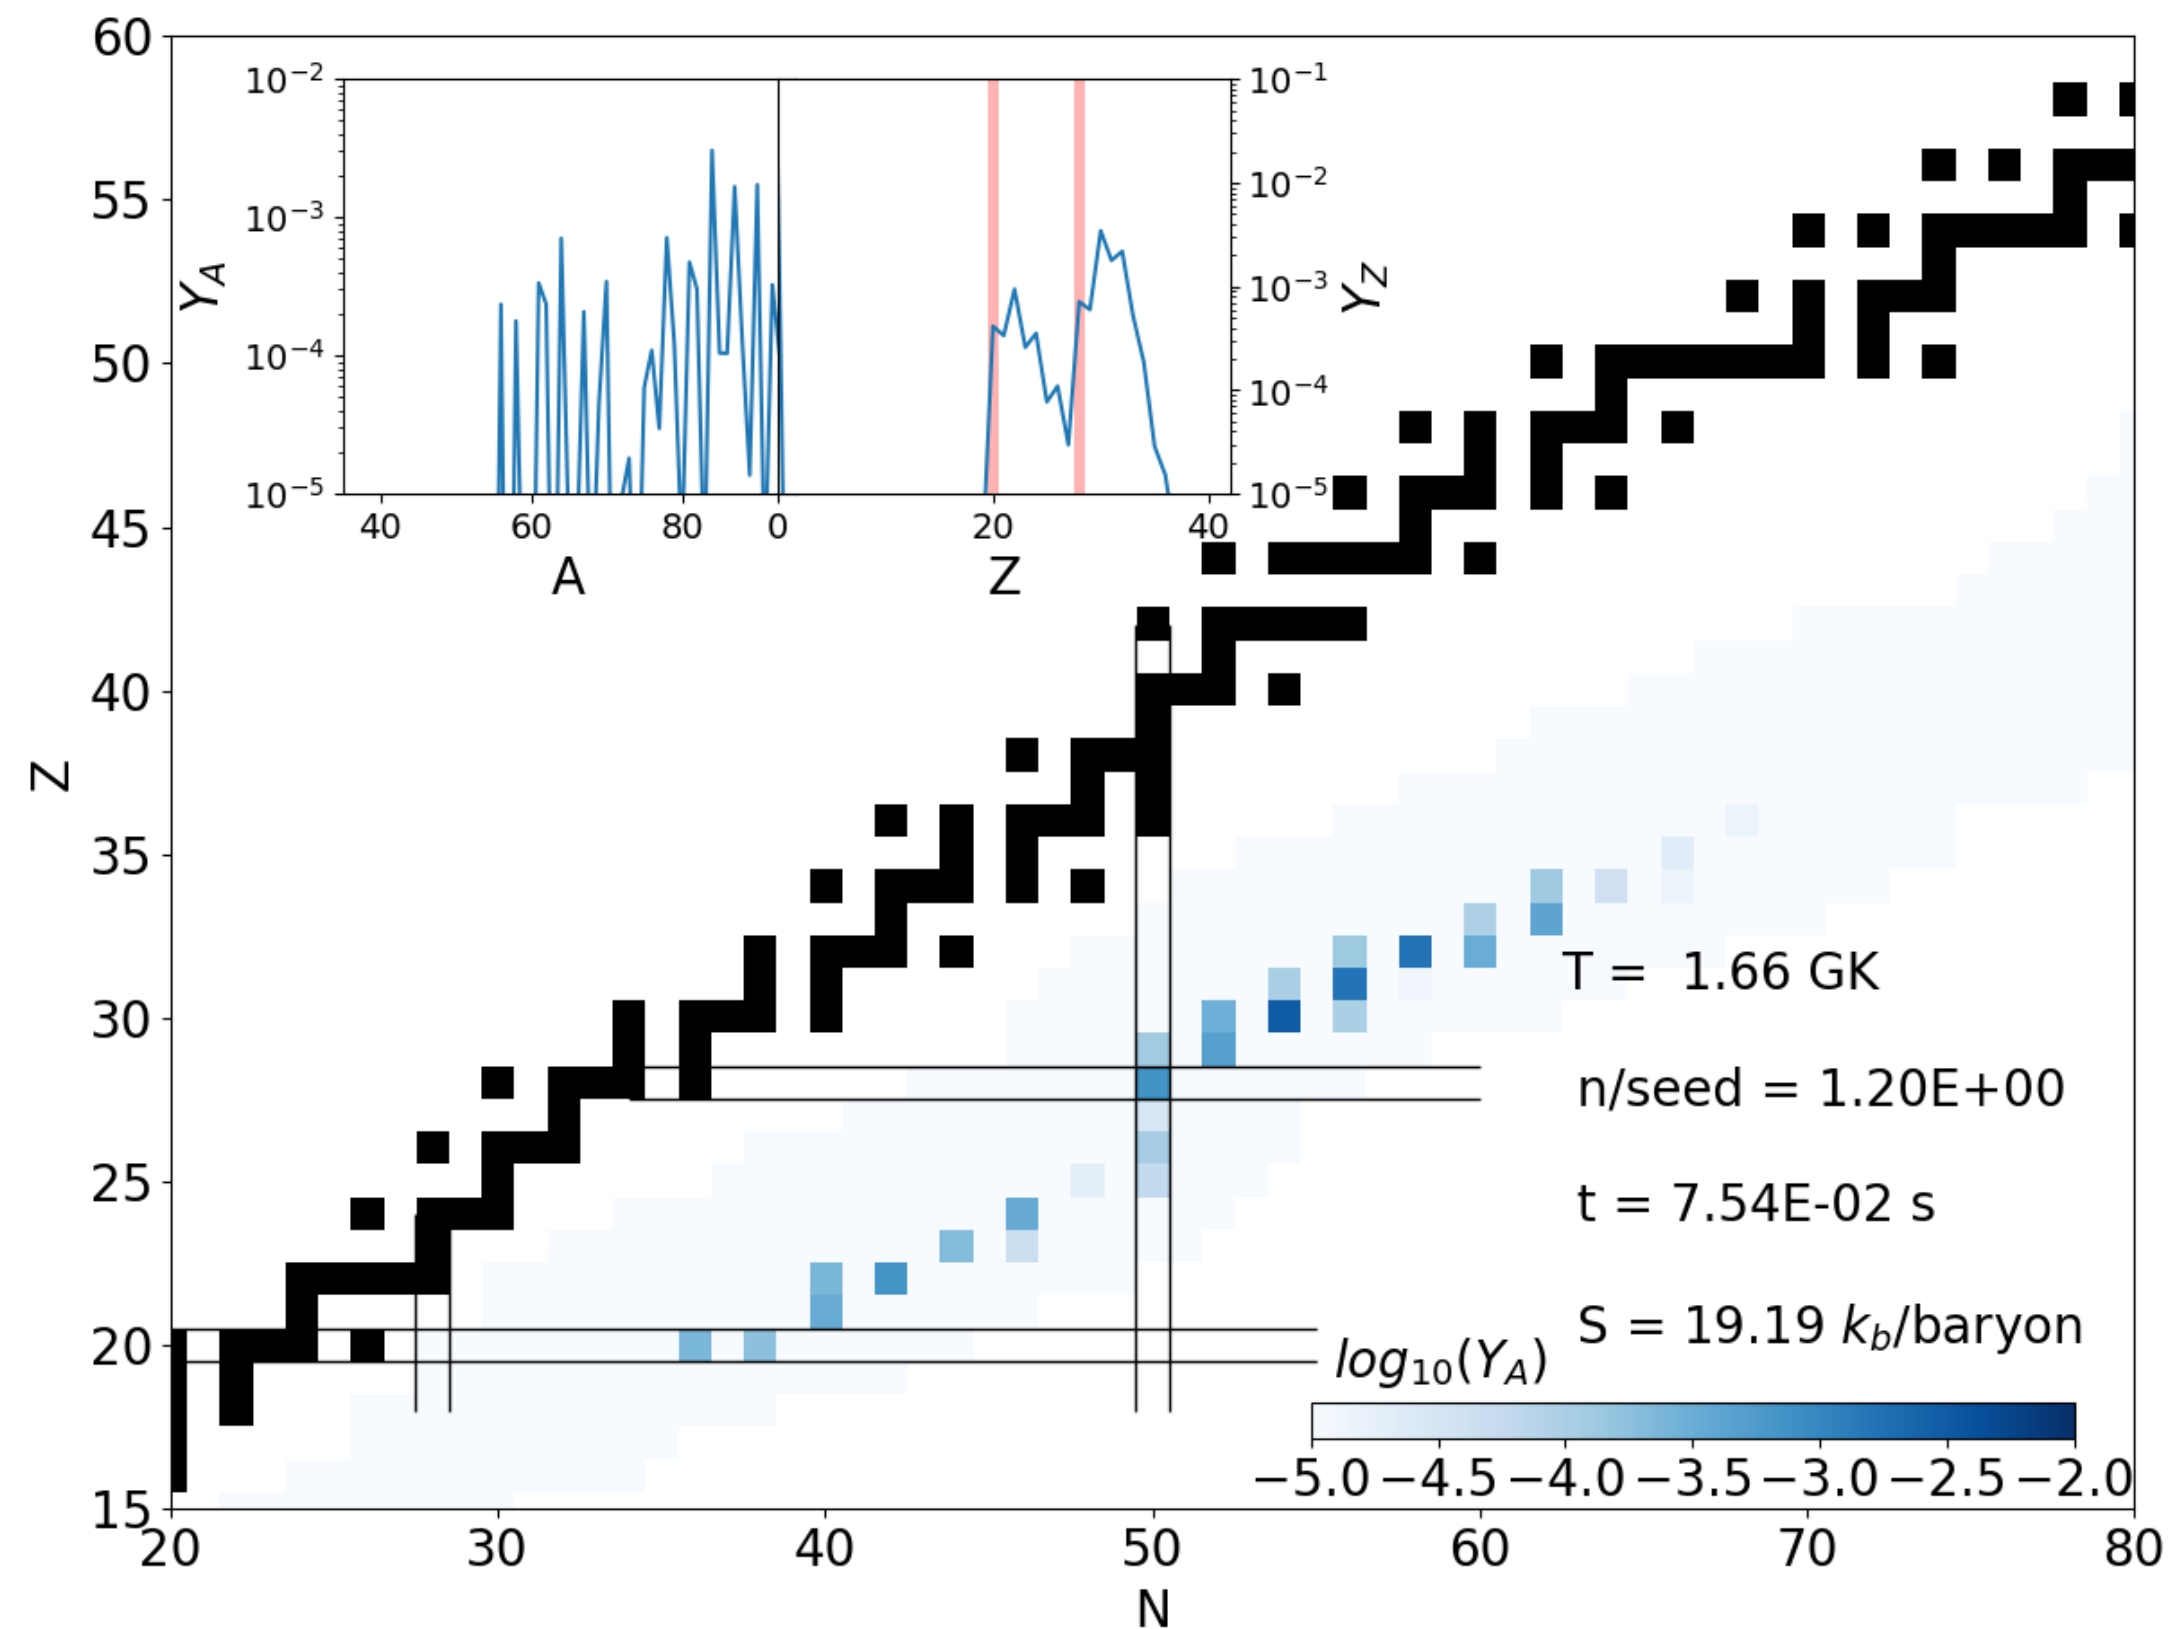 60
55
50
45
40
35
30
25
20
15
Z
20 30 40 50 60 70 80
N
10⁻²
10⁻³
10⁻⁴
10⁻⁵
Y_A
40 60 80
A
0 20 40
Z
10⁻¹
10⁻²
10⁻³
10⁻⁴
10⁻⁵
Y_Z
T = 1.66 GK
n/seed = 1.20E+00
t = 7.54E-02 s
S = 19.19 k_b/baryon
log₁₀(Y_A)
−5.0 −4.5 −4.0 −3.5 −3.0 −2.5 −2.0